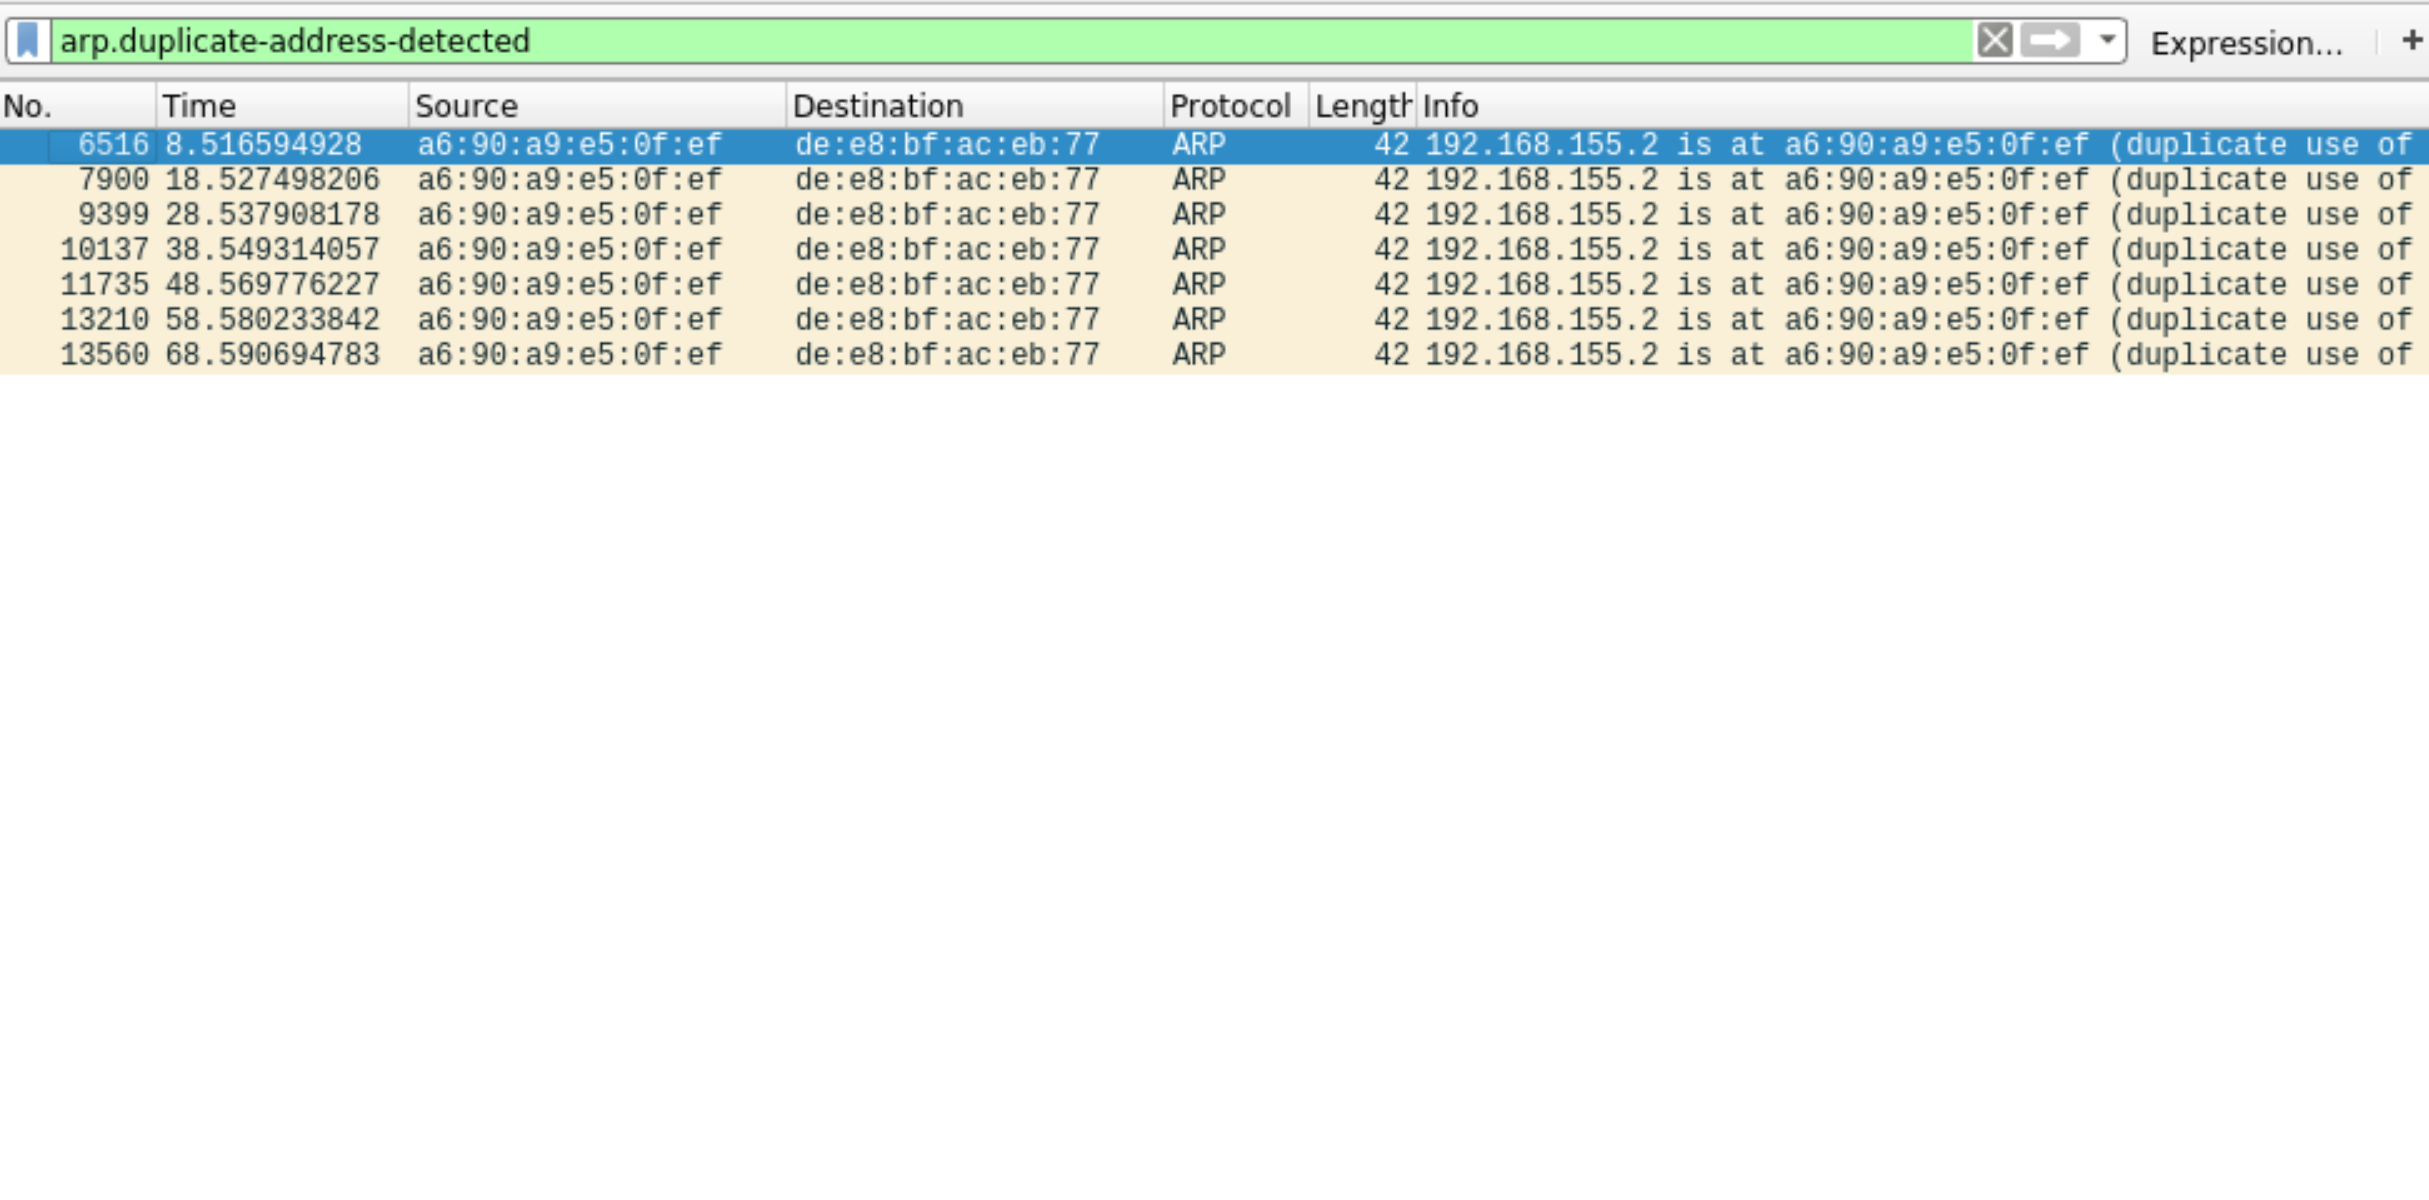 arp.duplicate-address-detected Expression… +
No. Time Source Destination Protocol Length Info
6516 8.516594928 a6:90:a9:e5:0f:ef de:e8:bf:ac:eb:77 ARP 42 192.168.155.2 is at a6:90:a9:e5:0f:ef (duplicate use of
7900 18.527498206 a6:90:a9:e5:0f:ef de:e8:bf:ac:eb:77 ARP 42 192.168.155.2 is at a6:90:a9:e5:0f:ef (duplicate use of
9399 28.537908178 a6:90:a9:e5:0f:ef de:e8:bf:ac:eb:77 ARP 42 192.168.155.2 is at a6:90:a9:e5:0f:ef (duplicate use of
10137 38.549314057 a6:90:a9:e5:0f:ef de:e8:bf:ac:eb:77 ARP 42 192.168.155.2 is at a6:90:a9:e5:0f:ef (duplicate use of
11735 48.569776227 a6:90:a9:e5:0f:ef de:e8:bf:ac:eb:77 ARP 42 192.168.155.2 is at a6:90:a9:e5:0f:ef (duplicate use of
13210 58.580233842 a6:90:a9:e5:0f:ef de:e8:bf:ac:eb:77 ARP 42 192.168.155.2 is at a6:90:a9:e5:0f:ef (duplicate use of
13560 68.590694783 a6:90:a9:e5:0f:ef de:e8:bf:ac:eb:77 ARP 42 192.168.155.2 is at a6:90:a9:e5:0f:ef (duplicate use of